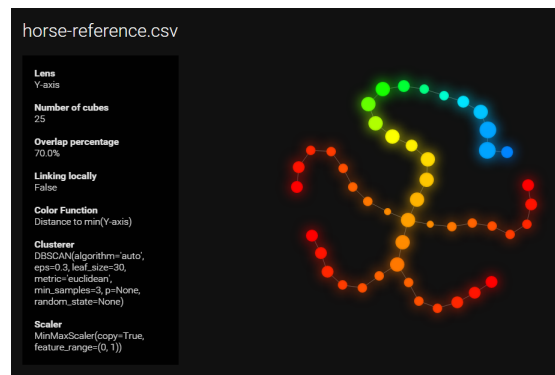 horse-reference.csv
Lens
Y-axis
Number of cubes
25
Overlap percentage
70.0%
Linking locally
False
Color Function
Distance to min(Y-axis)
Clusterer
DBSCAN(algorithm='auto',
eps=0.3, leaf_size=30,
metric='euclidean',
min_samples=3, p=None,
random_state=None)
Scaler
MinMaxScaler(copy=True,
feature_range=(0, 1))